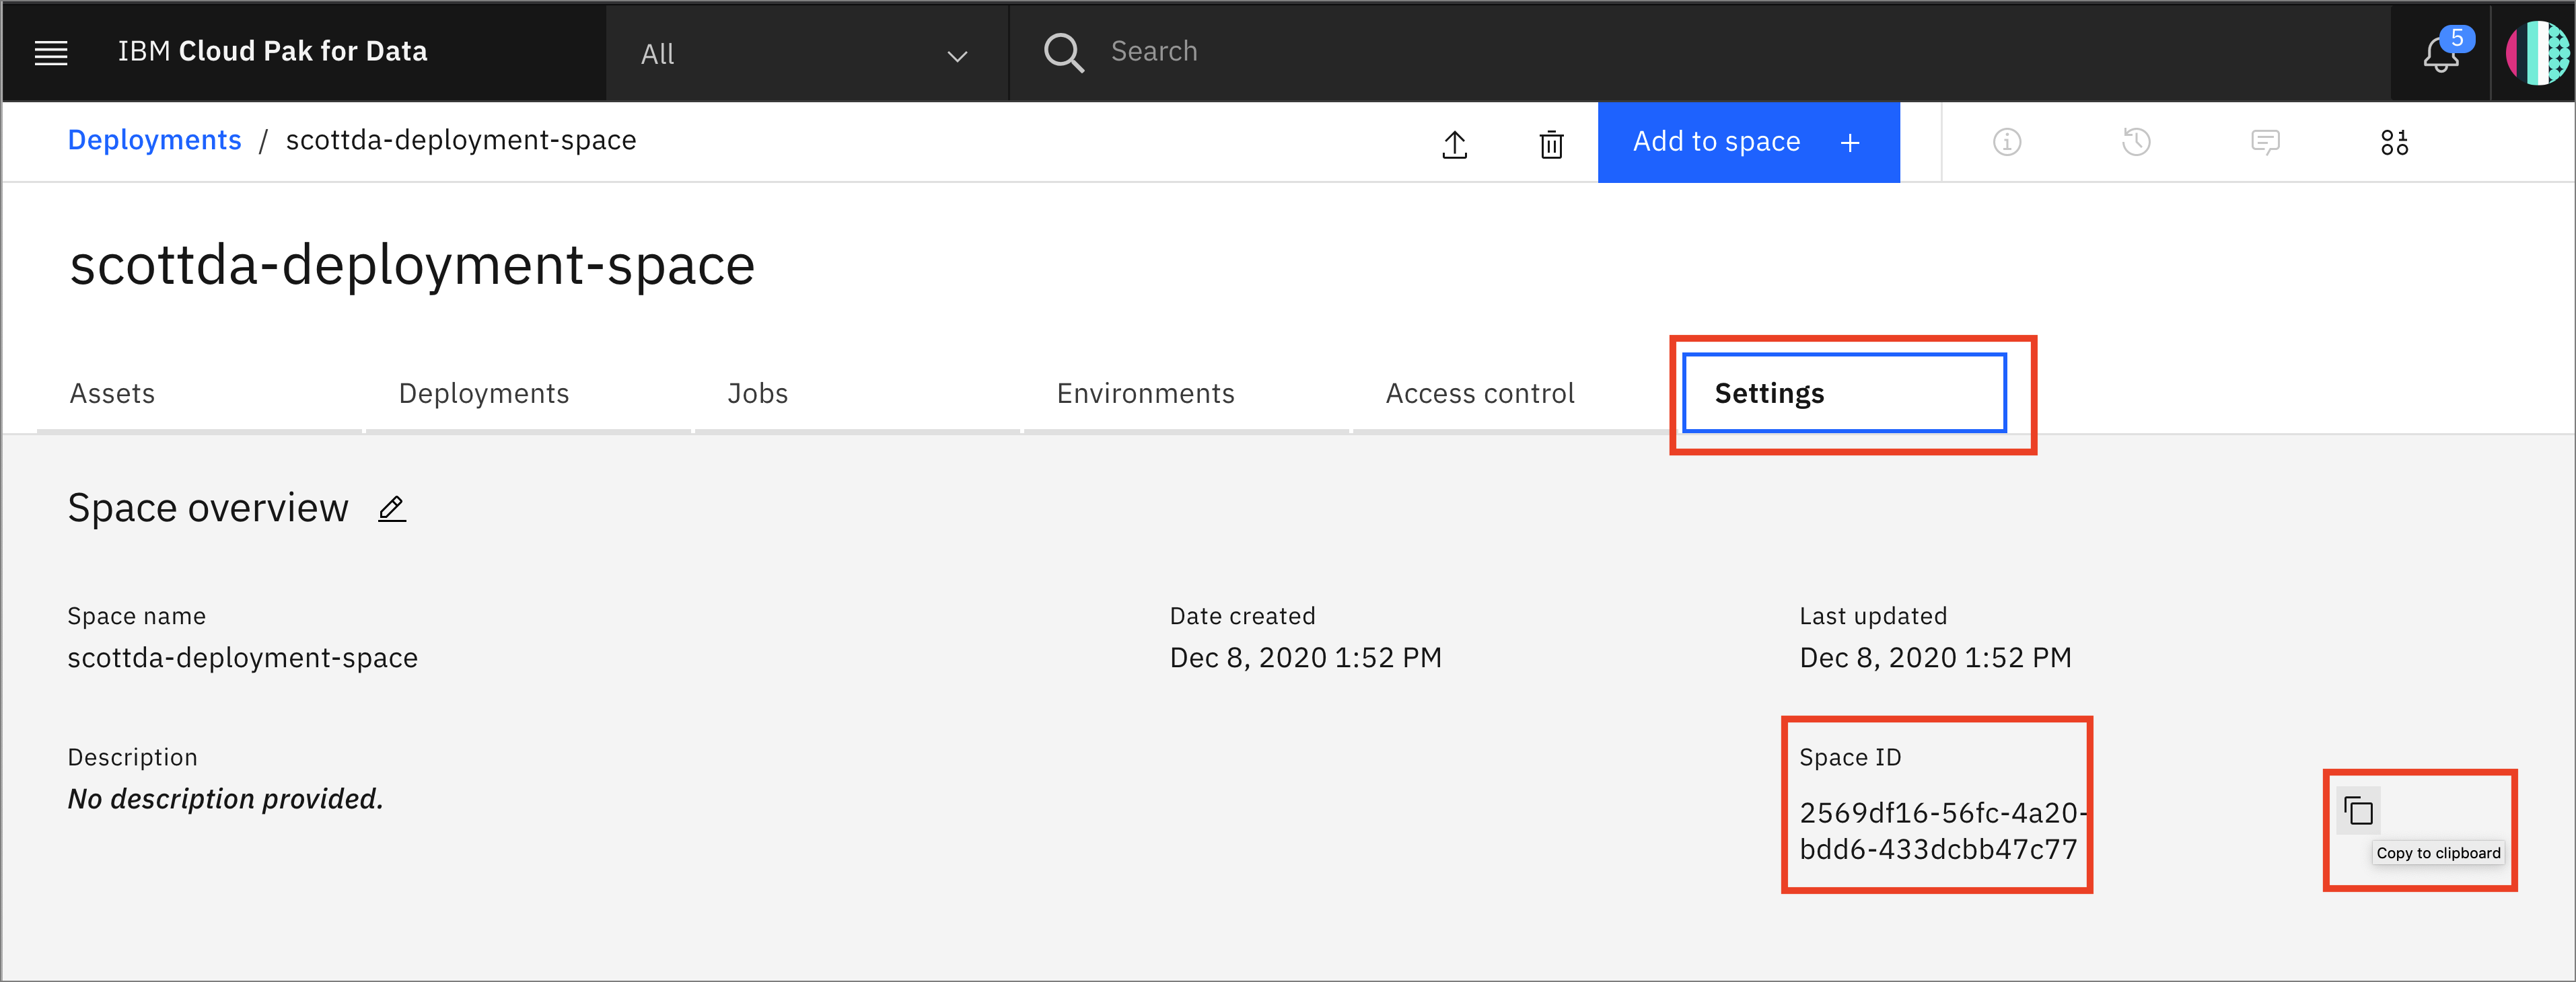 IBM Cloud Pak for Data
All
Search
5
Deployments / scottda-deployment-space
Add to space +
scottda-deployment-space
Assets
Deployments
Jobs
Environments
Access control
Settings
Space overview
Space name
scottda-deployment-space
Date created
Dec 8, 2020 1:52 PM
Last updated
Dec 8, 2020 1:52 PM
Description
No description provided.
Space ID
2569df16-56fc-4a20-
bdd6-433dcbb47c77
Copy to clipboard